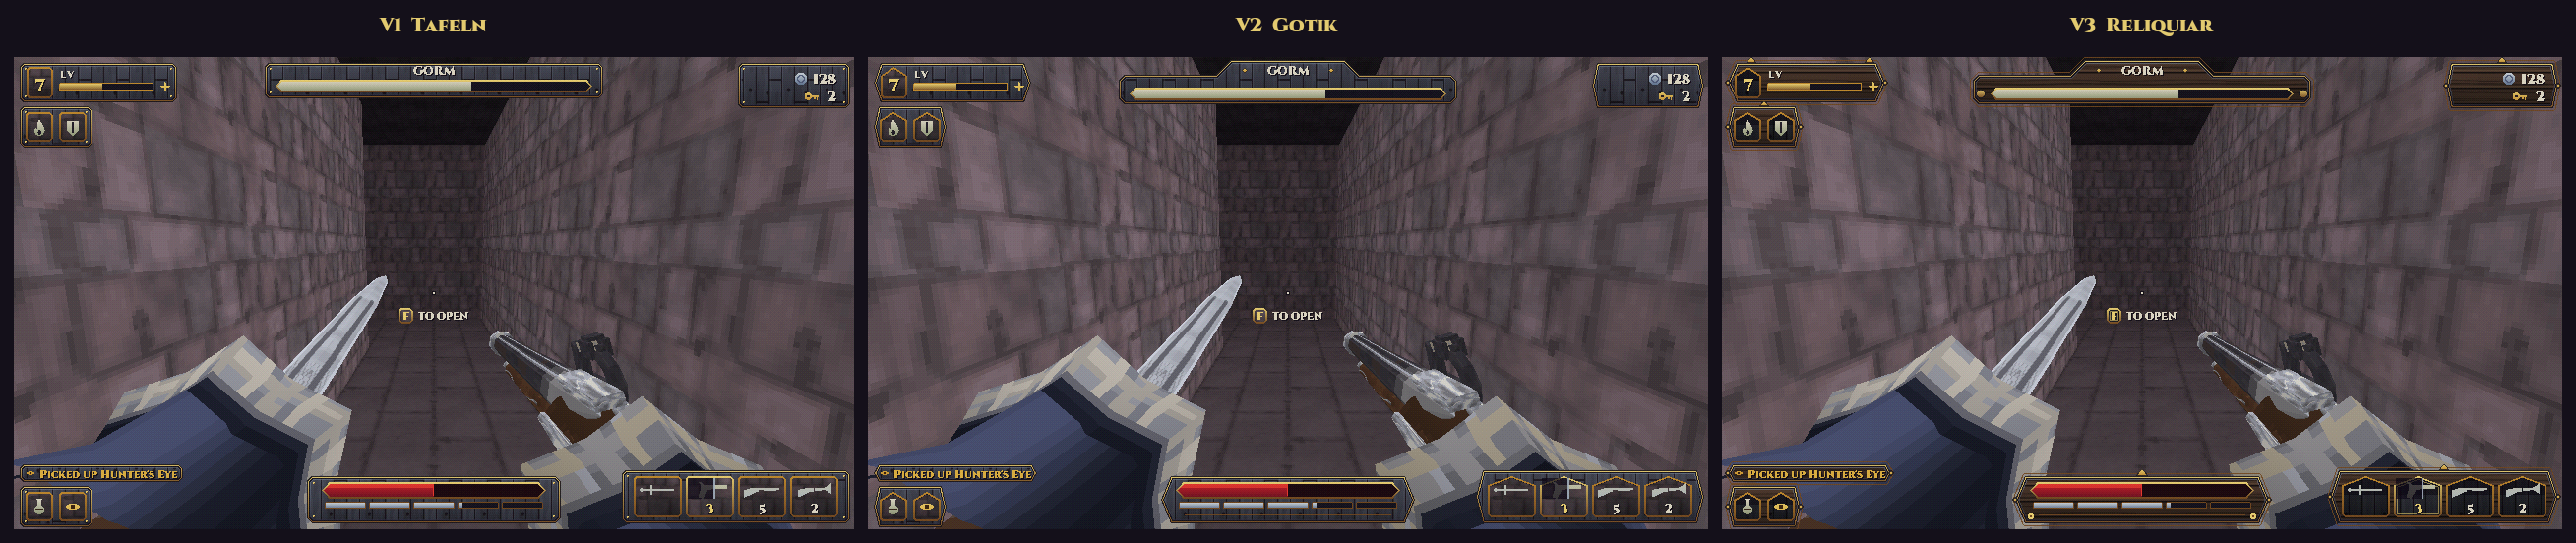 V1 Tafeln
7 LV
GORM
128
2
F TO OPEN
Picked up Hunter's Eye
3 5 2
V2 Gotik
7 LV
GORM
128
2
F TO OPEN
Picked up Hunter's Eye
3 5 2
V3 Reliquiar
7 LV
GORM
128
2
F TO OPEN
Picked up Hunter's Eye
3 5 2